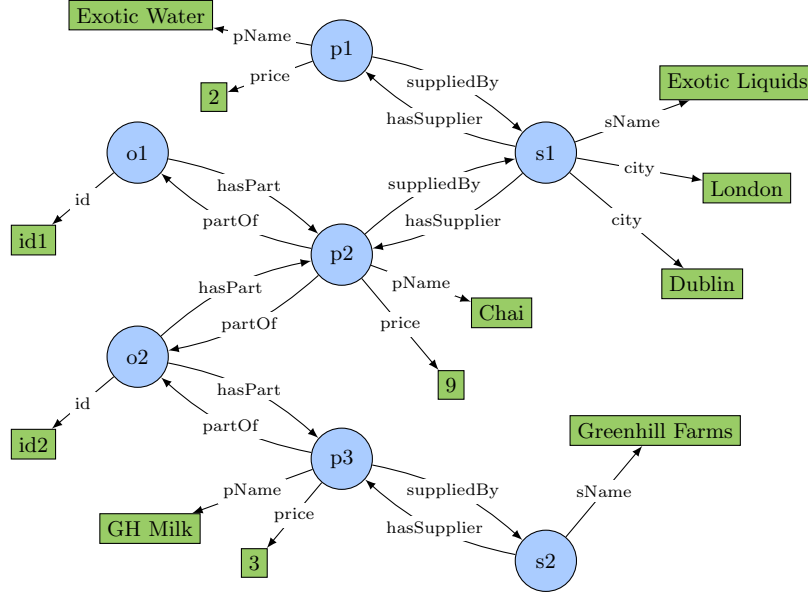 Exotic Water
pName
p1
price
2
suppliedBy
hasSupplier
Exotic Liquids
sName
s1
city
London
city
Dublin
o1
id
id1
hasPart
partOf
suppliedBy
hasSupplier
p2
hasPart
partOf
pName
Chai
price
9
o2
id
id2
hasPart
partOf
p3
pName
GH Milk
price
3
suppliedBy
hasSupplier
Greenhill Farms
sName
s2